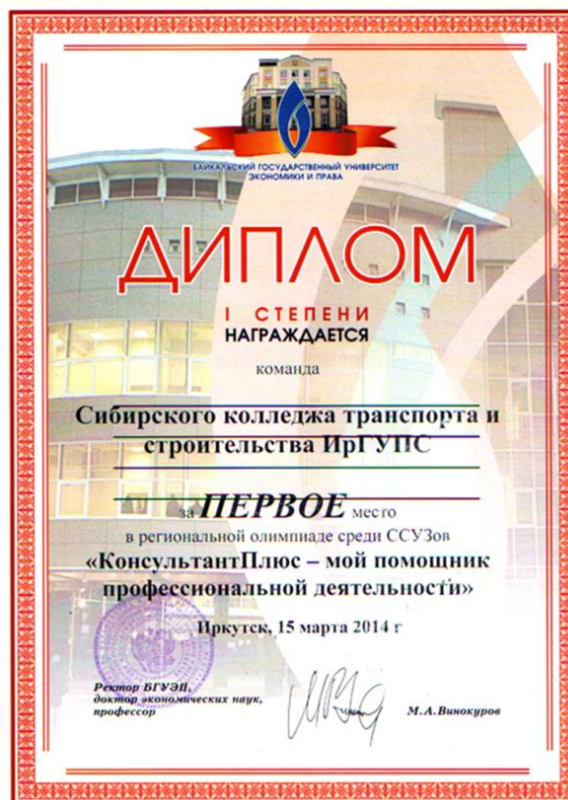 БАЙКАЛЬСКИЙ ГОСУДАРСТВЕННЫЙ УНИВЕРСИТЕТ
ЭКОНОМИКИ И ПРАВА
ДИПЛОМ
I СТЕПЕНИ
НАГРАЖДАЕТСЯ
команда
Сибирского колледжа транспорта и
строительства ИрГУПС
за ПЕРВОЕ место
в региональной олимпиаде среди ССУЗов
«КонсультантПлюс – мой помощник
профессиональной деятельности»
Иркутск, 15 марта 2014 г
Ректор БГУЭП,
доктор экономических наук,
профессор
М.А.Винокуров